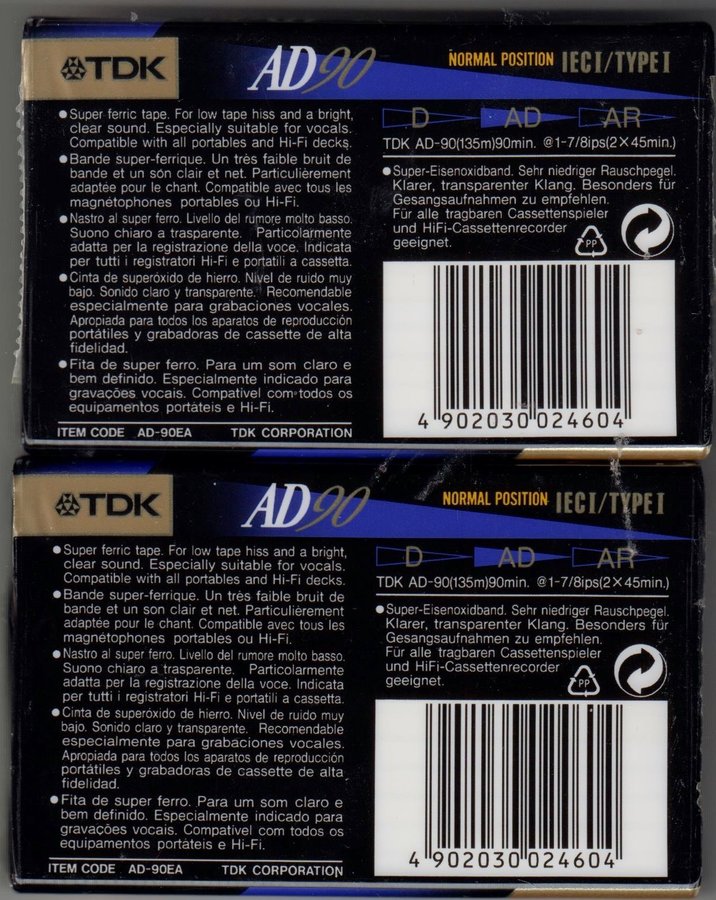 TDK
AD90
NORMAL POSITION IECI/TYPE I
●Super ferric tape. For low tape hiss and a bright,
clear sound. Especially suitable for vocals.
Compatible with all portables and Hi-Fi decks.
●Bande super-ferrique. Un très faible bruit de
bande et un sòn clair et net. Particulièrement
adaptée pour le chant. Compatible avec tous les
magnétophones portables ou Hi-Fi.
●Nastro al super ferro. Livello del rumore molto basso.
Suono chiaro a trasparente. Particolarmente
adatta per la registrazione della voce. Indicata
per tutti i registratori Hi-Fi e portatili a cassetta.
●Cinta de superóxido de hierro. Nivel de ruido muy
bajo. Sonido claro y transparente. Recomendable
especialmente para grabaciones vocales.
Apropiada para todos los aparatos de reproducción
portátiles y grabadoras de cassette de alta
fidelidad.
●Fita de super ferro. Para um som claro e
bem definido. Especialmente indicado para
gravações vocais. Compatível com todos os
equipamentos portáteis e Hi-Fi.
ITEM CODE AD-90EA TDK CORPORATION
D AD AR
TDK AD-90(135m)90min. @1-7/8ips(2×45min.)
●Super-Eisenoxidband. Sehr niedriger Rauschpegel.
Klarer, transparenter Klang. Besonders für
Gesangsaufnahmen zu empfehlen.
Für alle tragbaren Cassettenspieler
und HiFi-Cassettenrecorder
geeignet.
PP
4 902030 024604
TDK
AD90
NORMAL POSITION IECI/TYPE I
●Super ferric tape. For low tape hiss and a bright,
clear sound. Especially suitable for vocals.
Compatible with all portables and Hi-Fi decks.
●Bande super-ferrique. Un très faible bruit de
bande et un son clair et net. Particulièrement
adaptée pour le chant. Compatible avec tous les
magnétophones portables ou Hi-Fi.
●Nastro al super ferro. Livello del rumore molto basso.
Suono chiaro a trasparente. Particolarmente
adatta per la registrazione della voce. Indicata
per tutti i registratori Hi-Fi e portatili a cassetta.
●Cinta de superóxido de hierro. Nivel de ruido muy
bajo. Sonido claro y transparente. Recomendable
especialmente para grabaciones vocales.
Apropiada para todos los aparatos de reproducción
portátiles y grabadoras de cassette de alta
fidelidad.
●Fita de super ferro. Para um som claro e
bem definido. Especialmente indicado para
gravações vocais. Compatível com todos os
equipamentos portáteis e Hi-Fi.
ITEM CODE AD-90EA TDK CORPORATION
D AD AR
TDK AD-90(135m)90min. @1-7/8ips(2×45min.)
●Super-Eisenoxidband. Sehr niedriger Rauschpegel.
Klarer, transparenter Klang. Besonders für
Gesangsaufnahmen zu empfehlen.
Für alle tragbaren Cassettenspieler
und HiFi-Cassettenrecorder
geeignet.
PP
4 902030 024604